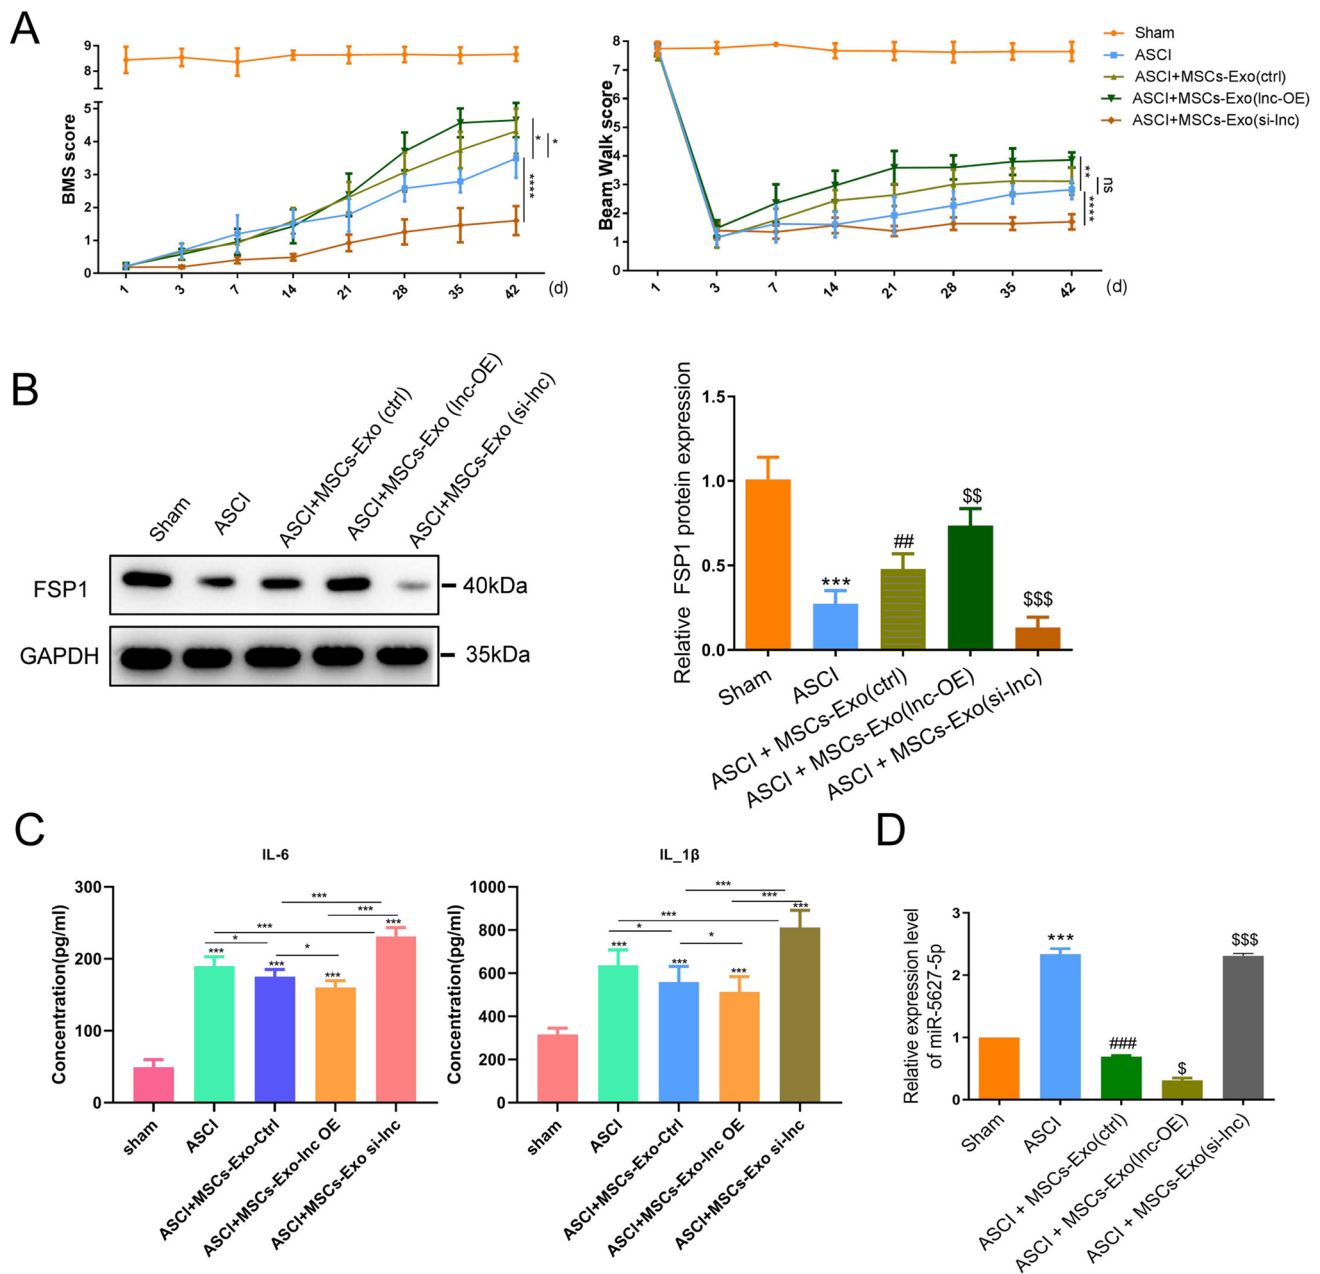 A
BMS score
9
8
5
4
3
2
1
0
1 3 7 14 21 28 35 42 (d)
*
*
****
Beam Walk score
8
7
6
5
4
3
2
1
0
1 3 7 14 21 28 35 42 (d)
**
ns
****
Sham
ASCI
ASCI+MSCs-Exo(ctrl)
ASCI+MSCs-Exo(lnc-OE)
ASCI+MSCs-Exo(si-lnc)
B
Sham
ASCI
ASCI+MSCs-Exo (ctrl)
ASCI+MSCs-Exo (lnc-OE)
ASCI+MSCs-Exo (si-lnc)
FSP1
40kDa
GAPDH
35kDa
Relative FSP1 protein expression
1.5
1.0
0.5
0.0
***
##
$$
$$$
Sham
ASCI
ASCI + MSCs-Exo(ctrl)
ASCI + MSCs-Exo(lnc-OE)
ASCI + MSCs-Exo(si-lnc)
C
IL-6
Concentration(pg/ml)
300
200
100
0
***
***
***
*
*
***
***
***
***
sham
ASCI
ASCI+MSCs-Exo-Ctrl
ASCI+MSCs-Exo-lnc OE
ASCI+MSCs-Exo si-lnc
IL_1β
Concentration(pg/ml)
1000
800
600
400
200
0
***
***
***
*
*
***
***
***
***
sham
ASCI
ASCI+MSCs-Exo-Ctrl
ASCI+MSCs-Exo-lnc OE
ASCI+MSCs-Exo si-lnc
D
Relative expression level
of miR-5627-5p
3
2
1
0
***
###
$
$$$
Sham
ASCI
ASCI + MSCs-Exo(ctrl)
ASCI + MSCs-Exo(lnc-OE)
ASCI + MSCs-Exo(si-lnc)